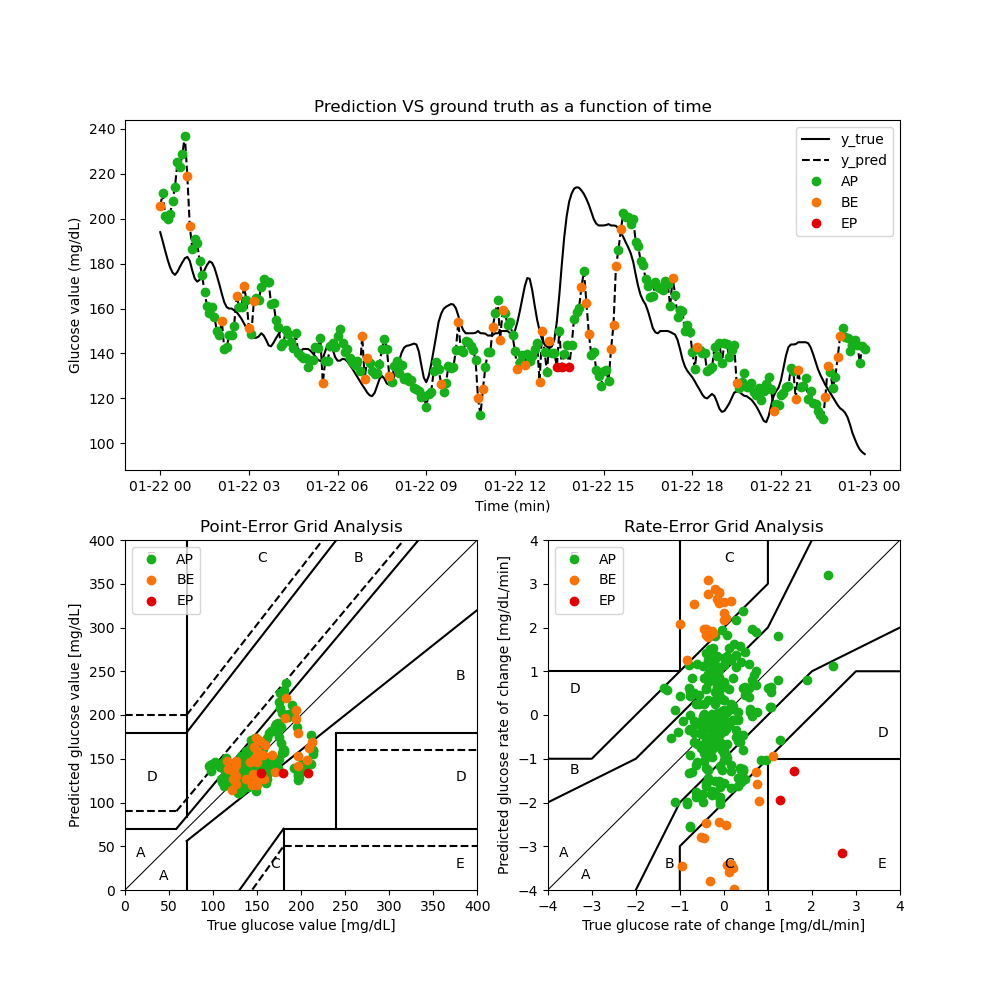 Prediction VS ground truth as a function of time
Glucose value (mg/dL)
240
220
200
180
160
140
120
100
y_true
y_pred
AP
BE
EP
01-22 00 01-22 03 01-22 06 01-22 09 01-22 12 01-22 15 01-22 18 01-22 21 01-23 00
Time (min)
Point-Error Grid Analysis
Predicted glucose value [mg/dL]
400
350
300
250
200
150
100
50
0
AP
BE
EP
C
B
B
D
D
A
A
C
E
0 50 100 150 200 250 300 350 400
True glucose value [mg/dL]
Rate-Error Grid Analysis
Predicted glucose rate of change [mg/dL/min]
4
3
2
1
0
−1
−2
−3
−4
AP
BE
EP
C
D
D
B
A
A
B
C
E
−4 −3 −2 −1 0 1 2 3 4
True glucose rate of change [mg/dL/min]